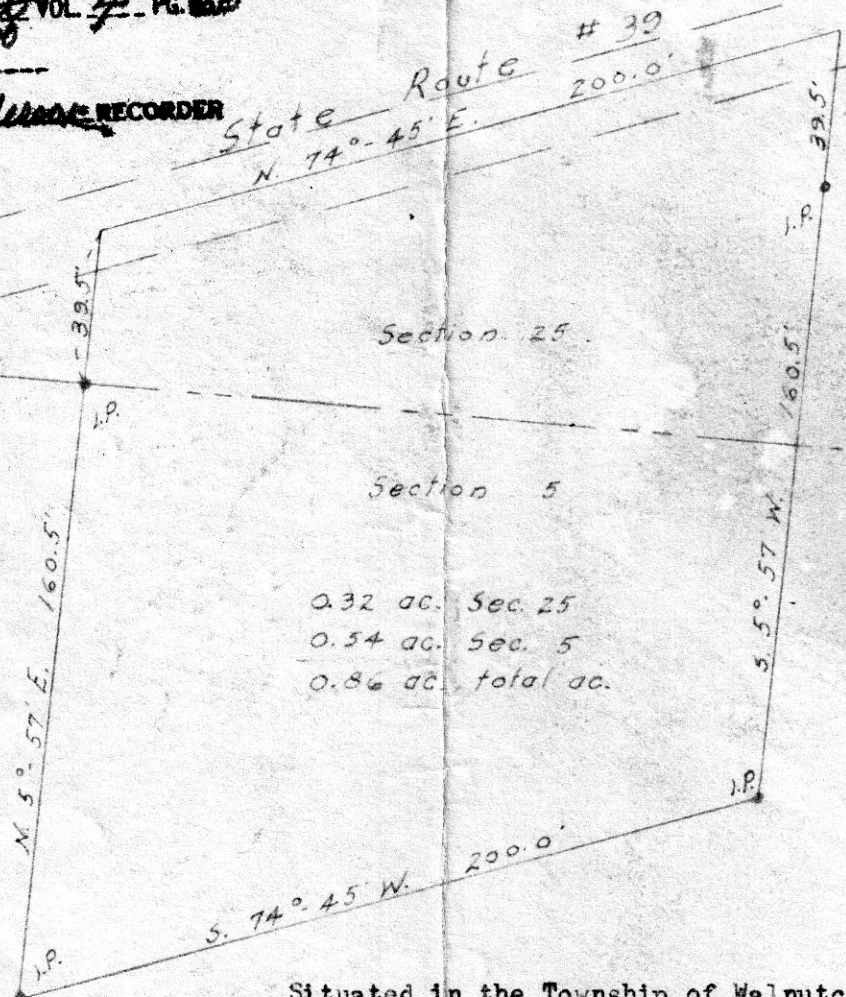 VOL. PG.
RECORDER
State Route # 39
N. 74°- 45' E. 200.0'
39.5'
39.5'
I.P.
I.P.
Section 25.
Section 5
160.5'
160.5'
N. 5°- 57' E.
S. 5°- 57' W.
0.32 ac. Sec. 25
0.54 ac. Sec. 5
0.86 ac. total ac.
I.P.
S. 74°- 45' W. 200.0'
I.P.
Situated in the Township of Walnutc